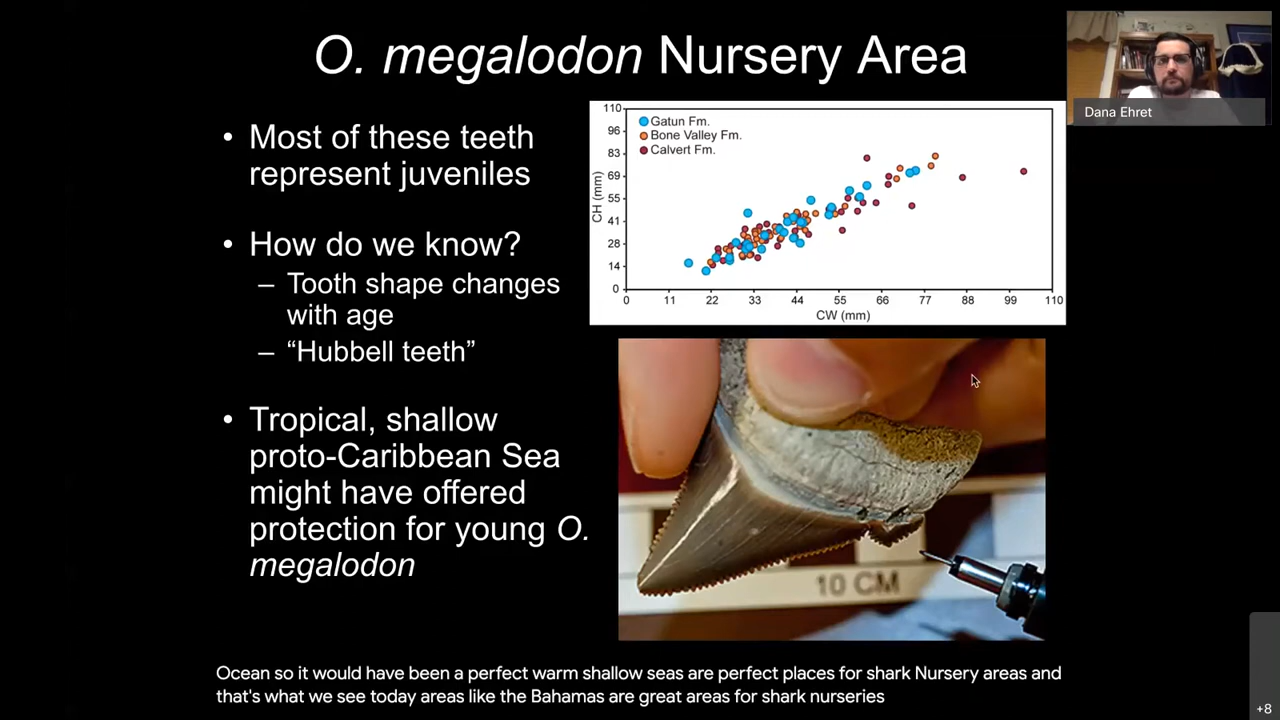 O. megalodon Nursery Area
Dana Ehret
• Most of these teeth
represent juveniles
• How do we know?
– Tooth shape changes
with age
– “Hubbell teeth”
• Tropical, shallow
proto-Caribbean Sea
might have offered
protection for young O.
megalodon
Gatun Fm.
Bone Valley Fm.
Calvert Fm.
CH (mm)
110
96
83
69
55
41
28
14
0
0 11 22 33 44 55 66 77 88 99 110
CW (mm)
10 CM
Ocean so it would have been a perfect warm shallow seas are perfect places for shark Nursery areas and
that's what we see today areas like the Bahamas are great areas for shark nurseries
+8